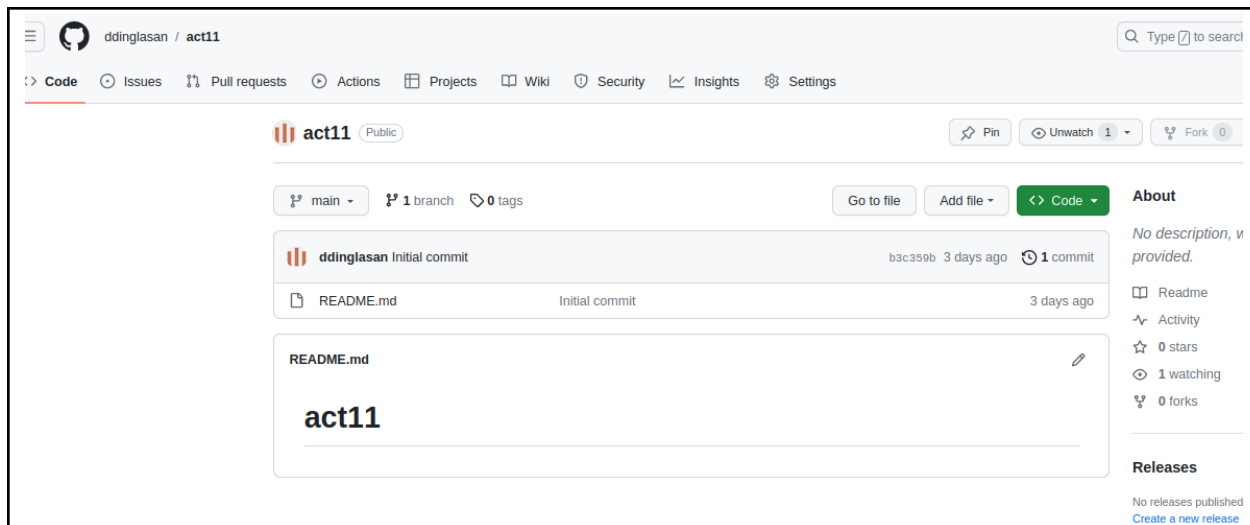 ddinglasan / act11
Type / to search
Code Issues Pull requests Actions Projects Wiki Security Insights Settings
act11 Public
Pin Unwatch 1 Fork 0
main 1 branch 0 tags Go to file Add file Code
ddinglasan Initial commit b3c359b 3 days ago 1 commit
README.md Initial commit 3 days ago
README.md
act11
About
No description, w
provided.
Readme
Activity
0 stars
1 watching
0 forks
Releases
No releases published
Create a new release